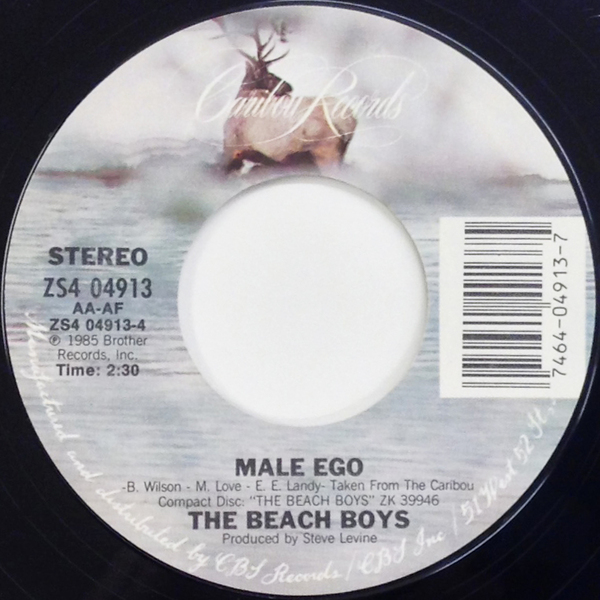 Caribou Records
STEREO
ZS4 04913
AA-AF
ZS4 04913-4
℗ 1985 Brother
Records, Inc.
Time: 2:30
7464-04913-7
MALE EGO
-B. Wilson - M. Love - E. E. Landy- Taken From The Caribou
Compact Disc: "THE BEACH BOYS" ZK 39946
THE BEACH BOYS
Produced by Steve Levine
Manufactured and distributed by CBS Records / CBS Inc / 51 West 52 St.